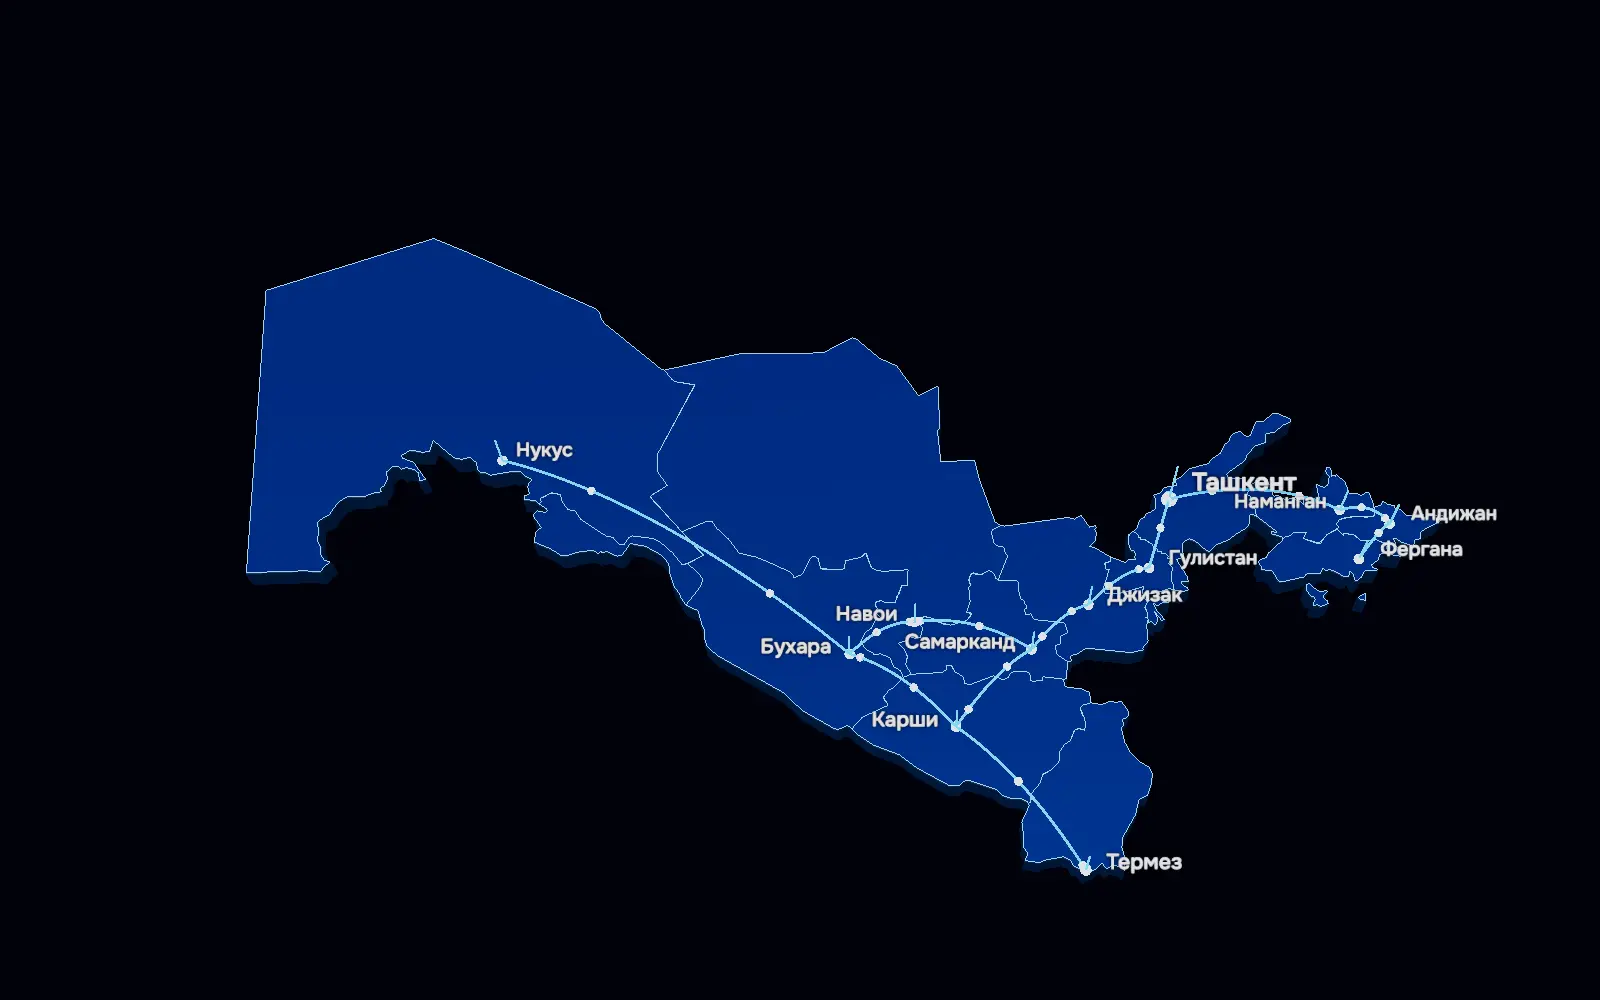 Нукус
Ташкент
Наманган
Андижан
Фергана
Гулистан
Джизак
Навои
Самарканд
Бухара
Карши
Термез